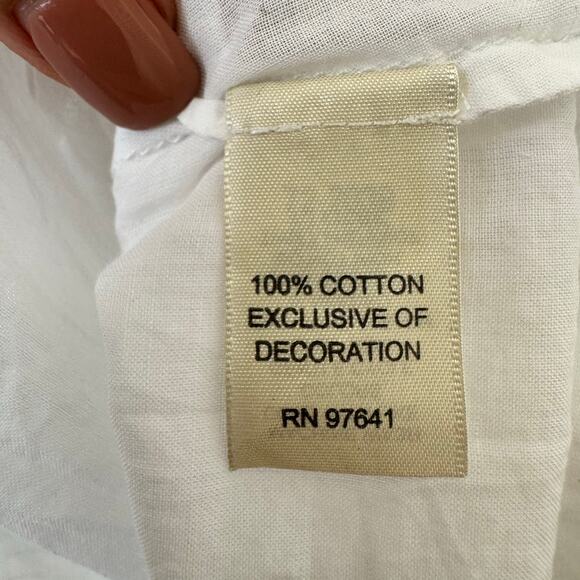 100% COTTON
EXCLUSIVE OF
DECORATION
RN 97641